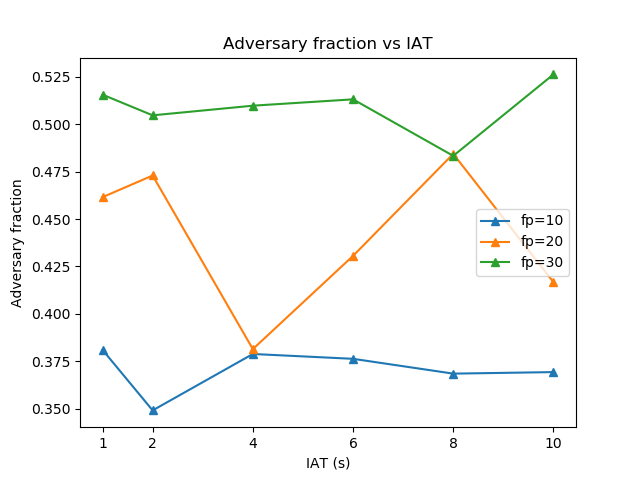 Adversary fraction vs IAT
0.525
0.500
0.475
0.450
0.425
0.400
0.375
0.350
Adversary fraction
fp=10
fp=20
fp=30
1 2 4 6 8 10
IAT (s)